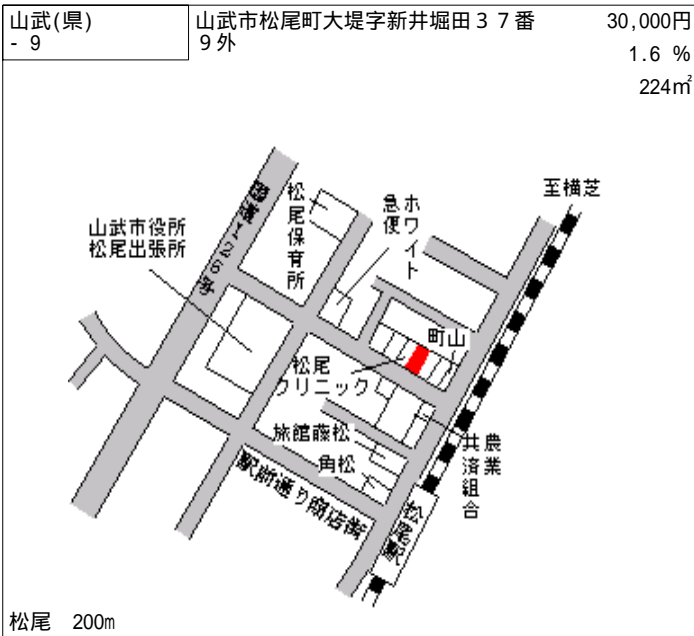 山武(県)
- 9
山武市松尾町大堤字新井堀田３７番
９外
30,000円
1.6 %
224㎡
至横芝
国道126号
松尾保育所
ホワイト
急便
山武市役所
松尾出張所
町山
松尾
クリニック
旅館藤松
角松
農業
共済組合
駅前通り商店街
松尾駅
松尾　200m